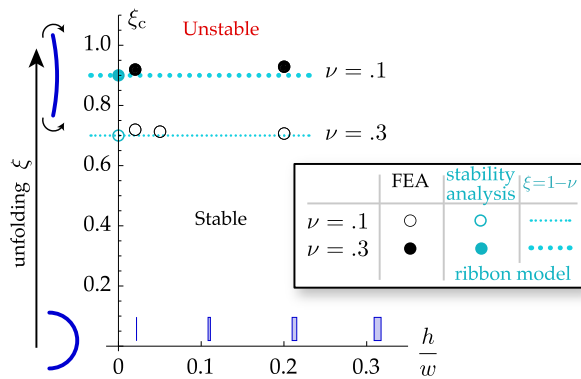 ξc
Unstable
1.0
ν = .1
0.8
ν = .3
0.6
unfolding ξ
FEA stability analysis ξ=1−ν
0.4
Stable
ν = .1
ν = .3
0.2
ribbon model
0 0.1 0.2 0.3
h/w